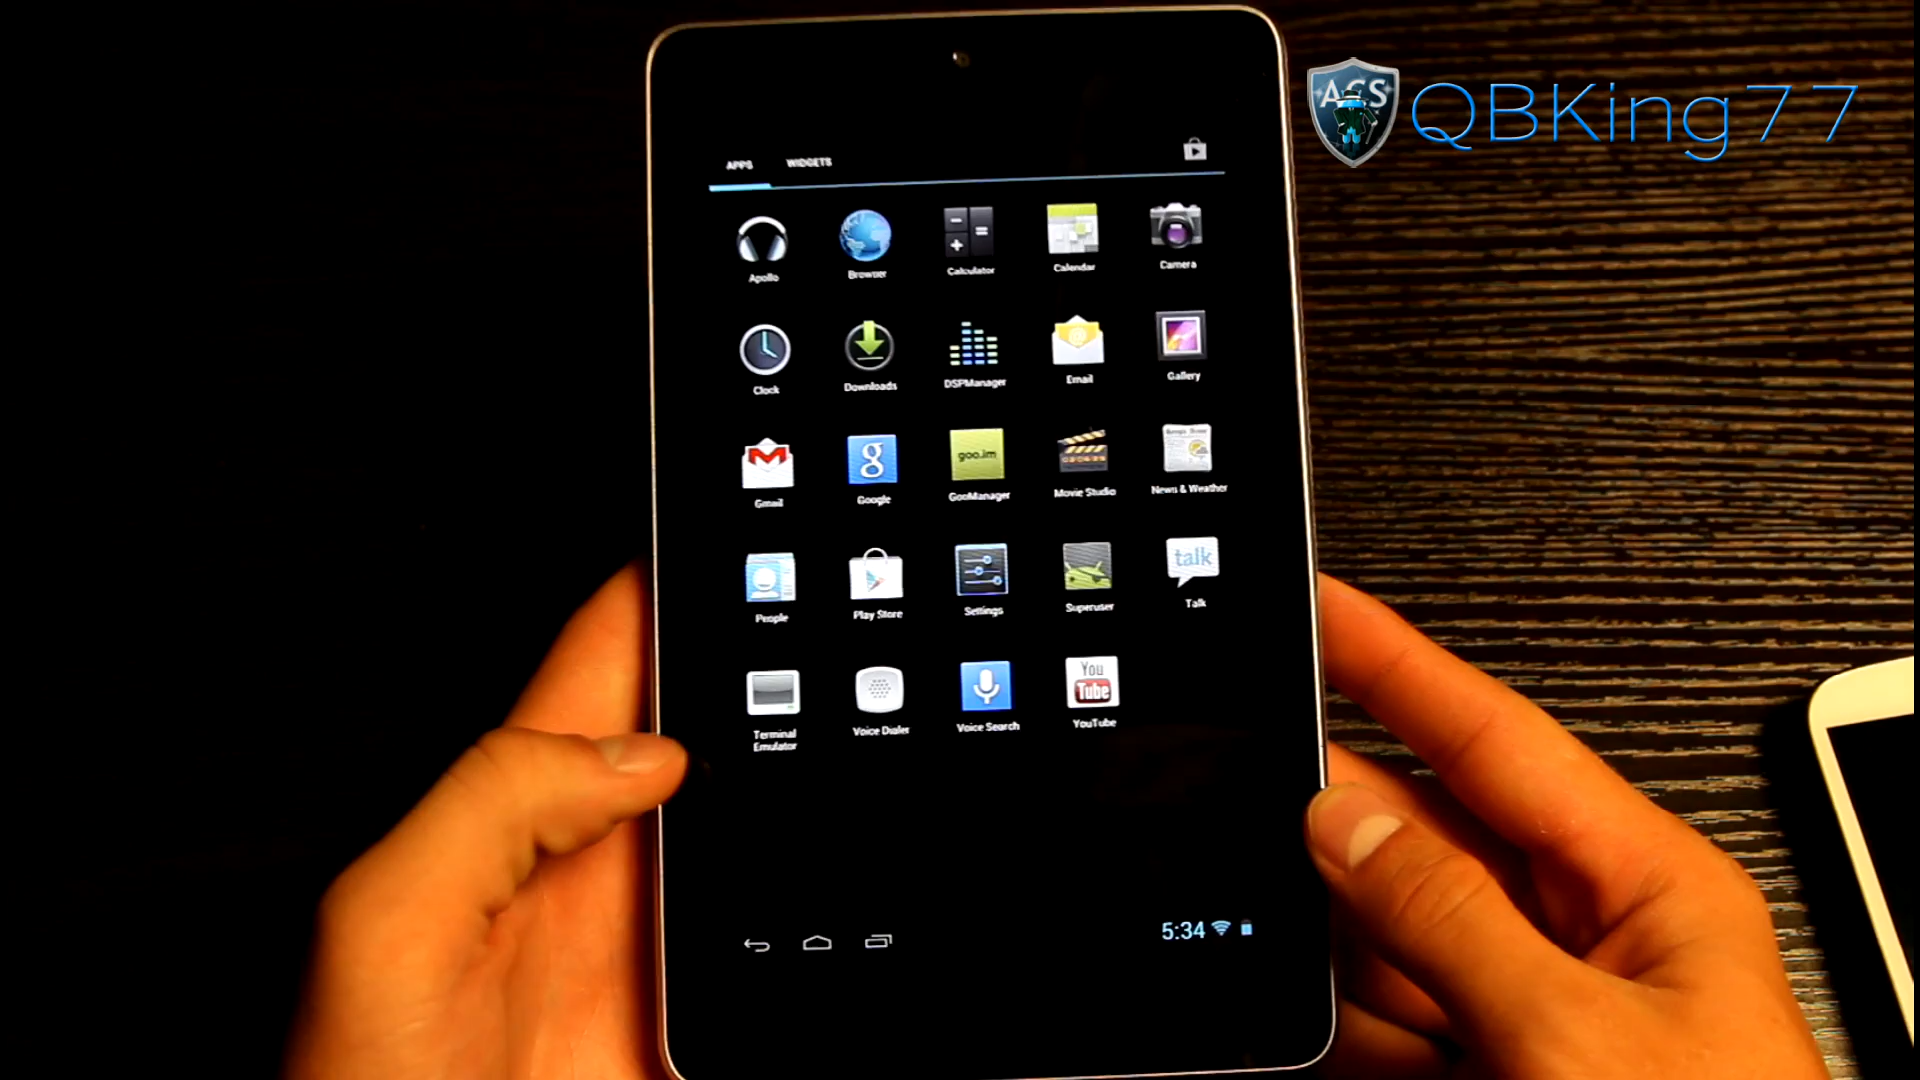 ACS QBKing77
APPS WIDGETS
Apollo Browser Calculator Calendar Camera
Clock Downloads DSPManager Email Gallery
goo.im
Gmail Google GooManager Movie Studio News & Weather
talk
People Play Store Settings Superuser Talk
You
Tube
Terminal Emulator Voice Dialer Voice Search YouTube
5:34